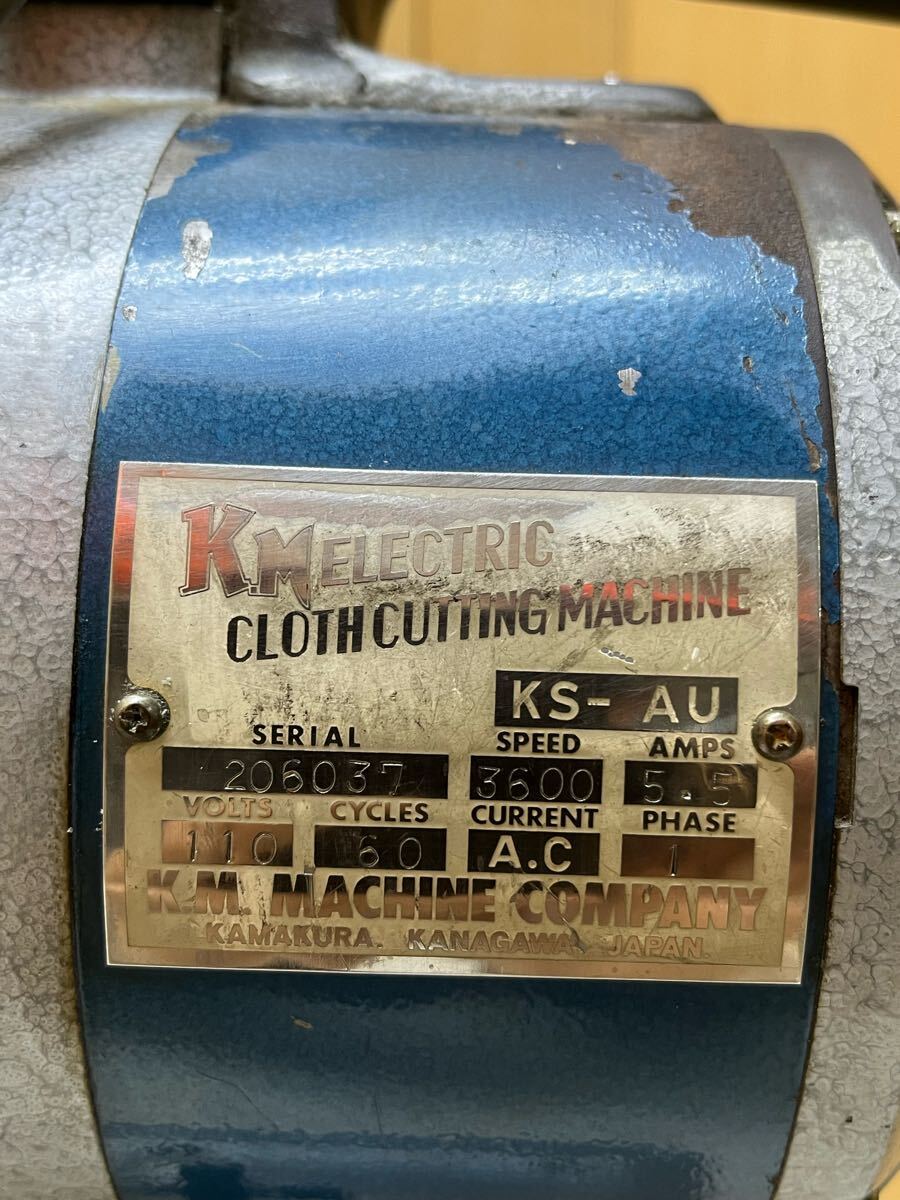 KM ELECTRIC
CLOTH CUTTING MACHINE
KS- AU
SERIAL SPEED AMPS
206037 3600 5.5
VOLTS CYCLES CURRENT PHASE
110 60 A.C 1
K.M. MACHINE COMPANY
KAMAKURA. KANAGAWA, JAPAN.